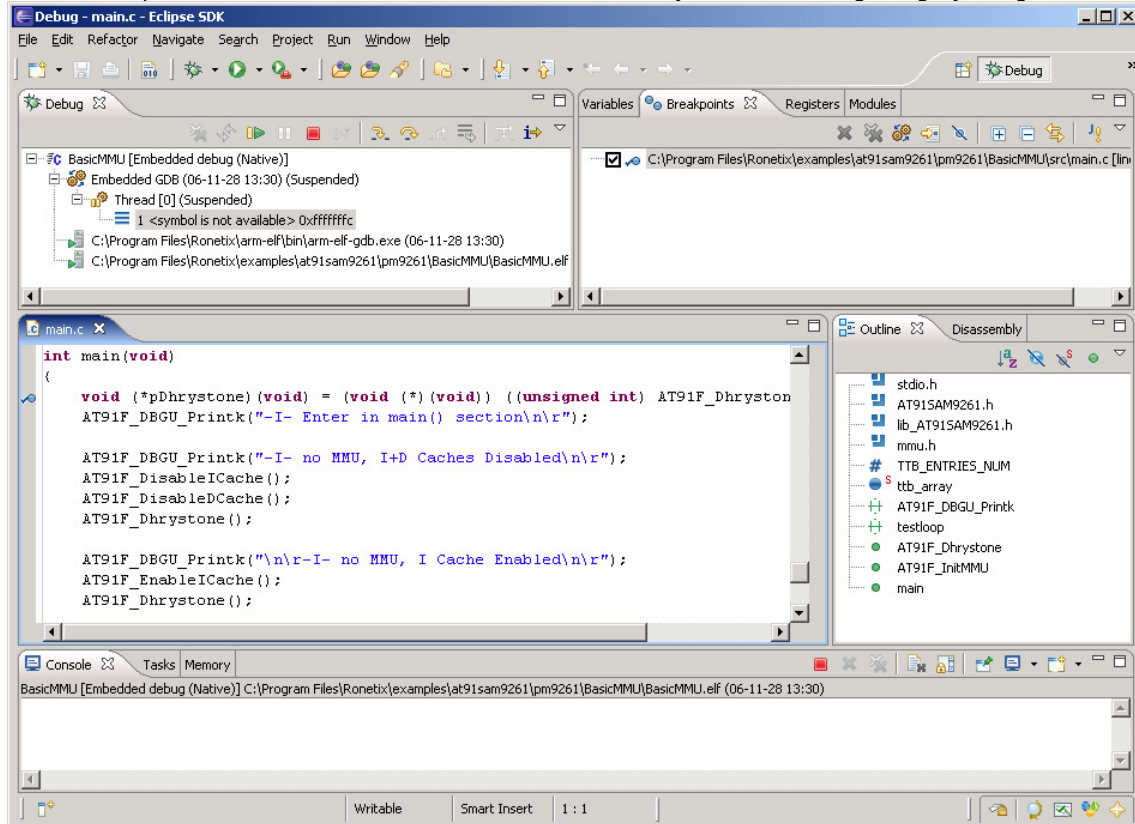 Debug - main.c - Eclipse SDK
File Edit Refactor Navigate Search Project Run Window Help
Debug
Debug
BasicMMU [Embedded debug (Native)]
Embedded GDB (06-11-28 13:30) (Suspended)
Thread [0] (Suspended)
1 <symbol is not available> 0xfffffffc
C:\Program Files\Ronetix\arm-elf\bin\arm-elf-gdb.exe (06-11-28 13:30)
C:\Program Files\Ronetix\examples\at91sam9261\pm9261\BasicMMU\BasicMMU.elf
Variables Breakpoints Registers Modules
C:\Program Files\Ronetix\examples\at91sam9261\pm9261\BasicMMU\src\main.c [lin
main.c
int main(void)
{
void (*pDhrystone)(void) = (void (*)(void)) ((unsigned int) AT91F_Dhryston
AT91F_DBGU_Printk("-I- Enter in main() section\n\r");
AT91F_DBGU_Printk("-I- no MMU, I+D Caches Disabled\n\r");
AT91F_DisableICache();
AT91F_DisableDCache();
AT91F_Dhrystone();
AT91F_DBGU_Printk("\n\r-I- no MMU, I Cache Enabled\n\r");
AT91F_EnableICache();
AT91F_Dhrystone();
Outline Disassembly
stdio.h
AT91SAM9261.h
lib_AT91SAM9261.h
mmu.h
TTB_ENTRIES_NUM
ttb_array
AT91F_DBGU_Printk
testloop
AT91F_Dhrystone
AT91F_InitMMU
main
Console Tasks Memory
BasicMMU [Embedded debug (Native)] C:\Program Files\Ronetix\examples\at91sam9261\pm9261\BasicMMU\BasicMMU.elf (06-11-28 13:30)
Writable Smart Insert 1 : 1